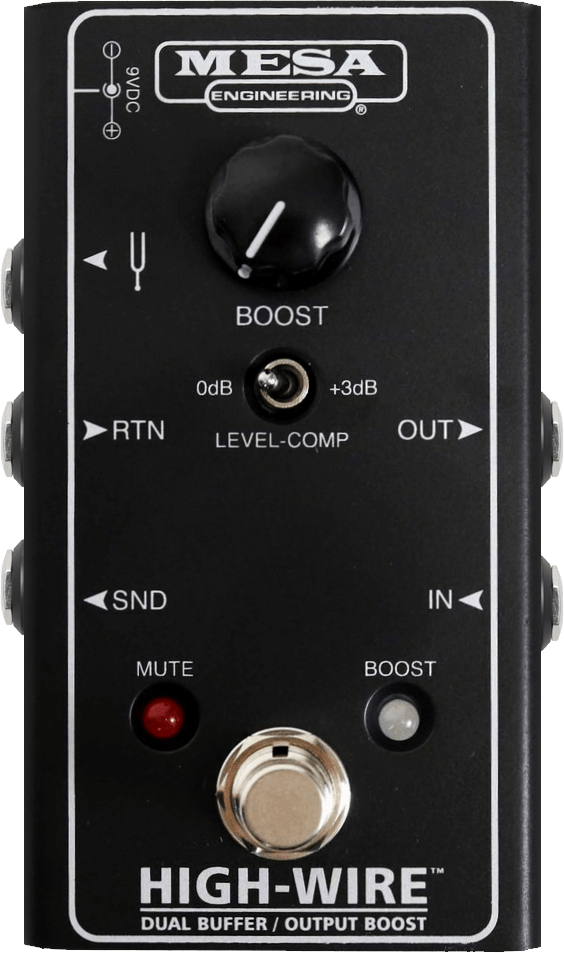 MESA
ENGINEERING®
9VDC
BOOST
0dB +3dB
LEVEL-COMP
RTN OUT
SND IN
MUTE BOOST
HIGH-WIRE™
DUAL BUFFER / OUTPUT BOOST